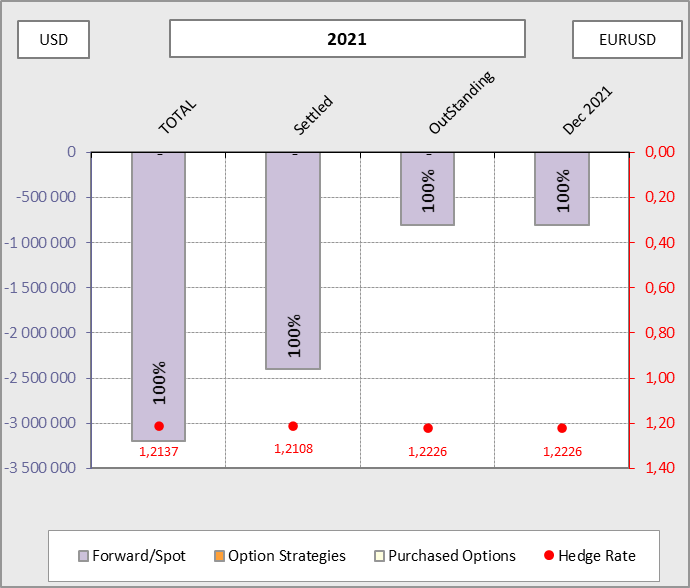 USD
2021
EURUSD
TOTAL
Settled
OutStanding
Dec 2021
0
-500 000
-1 000 000
-1 500 000
-2 000 000
-2 500 000
-3 000 000
-3 500 000
-
-
-
100%
100%
100%
100%
1,2137
1,2108
1,2226
1,2226
0,00
0,20
0,40
0,60
0,80
1,00
1,20
1,40
Forward/Spot
Option Strategies
Purchased Options
Hedge Rate